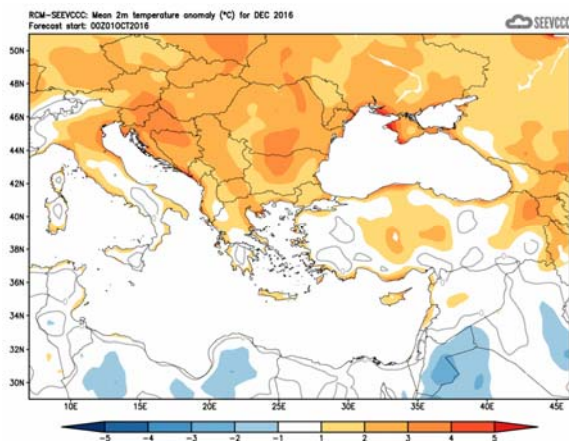 RCM-SEEVCCC: Mean 2m temperature anomaly (°C) for DEC 2016
Forecast start: 00Z01OCT2016
SEEVCCC
50N
48N
46N
44N
42N
40N
38N
36N
34N
32N
30N
10E 15E 20E 25E 30E 35E 40E 45E
-5 -4 -3 -2 -1 1 2 3 4 5